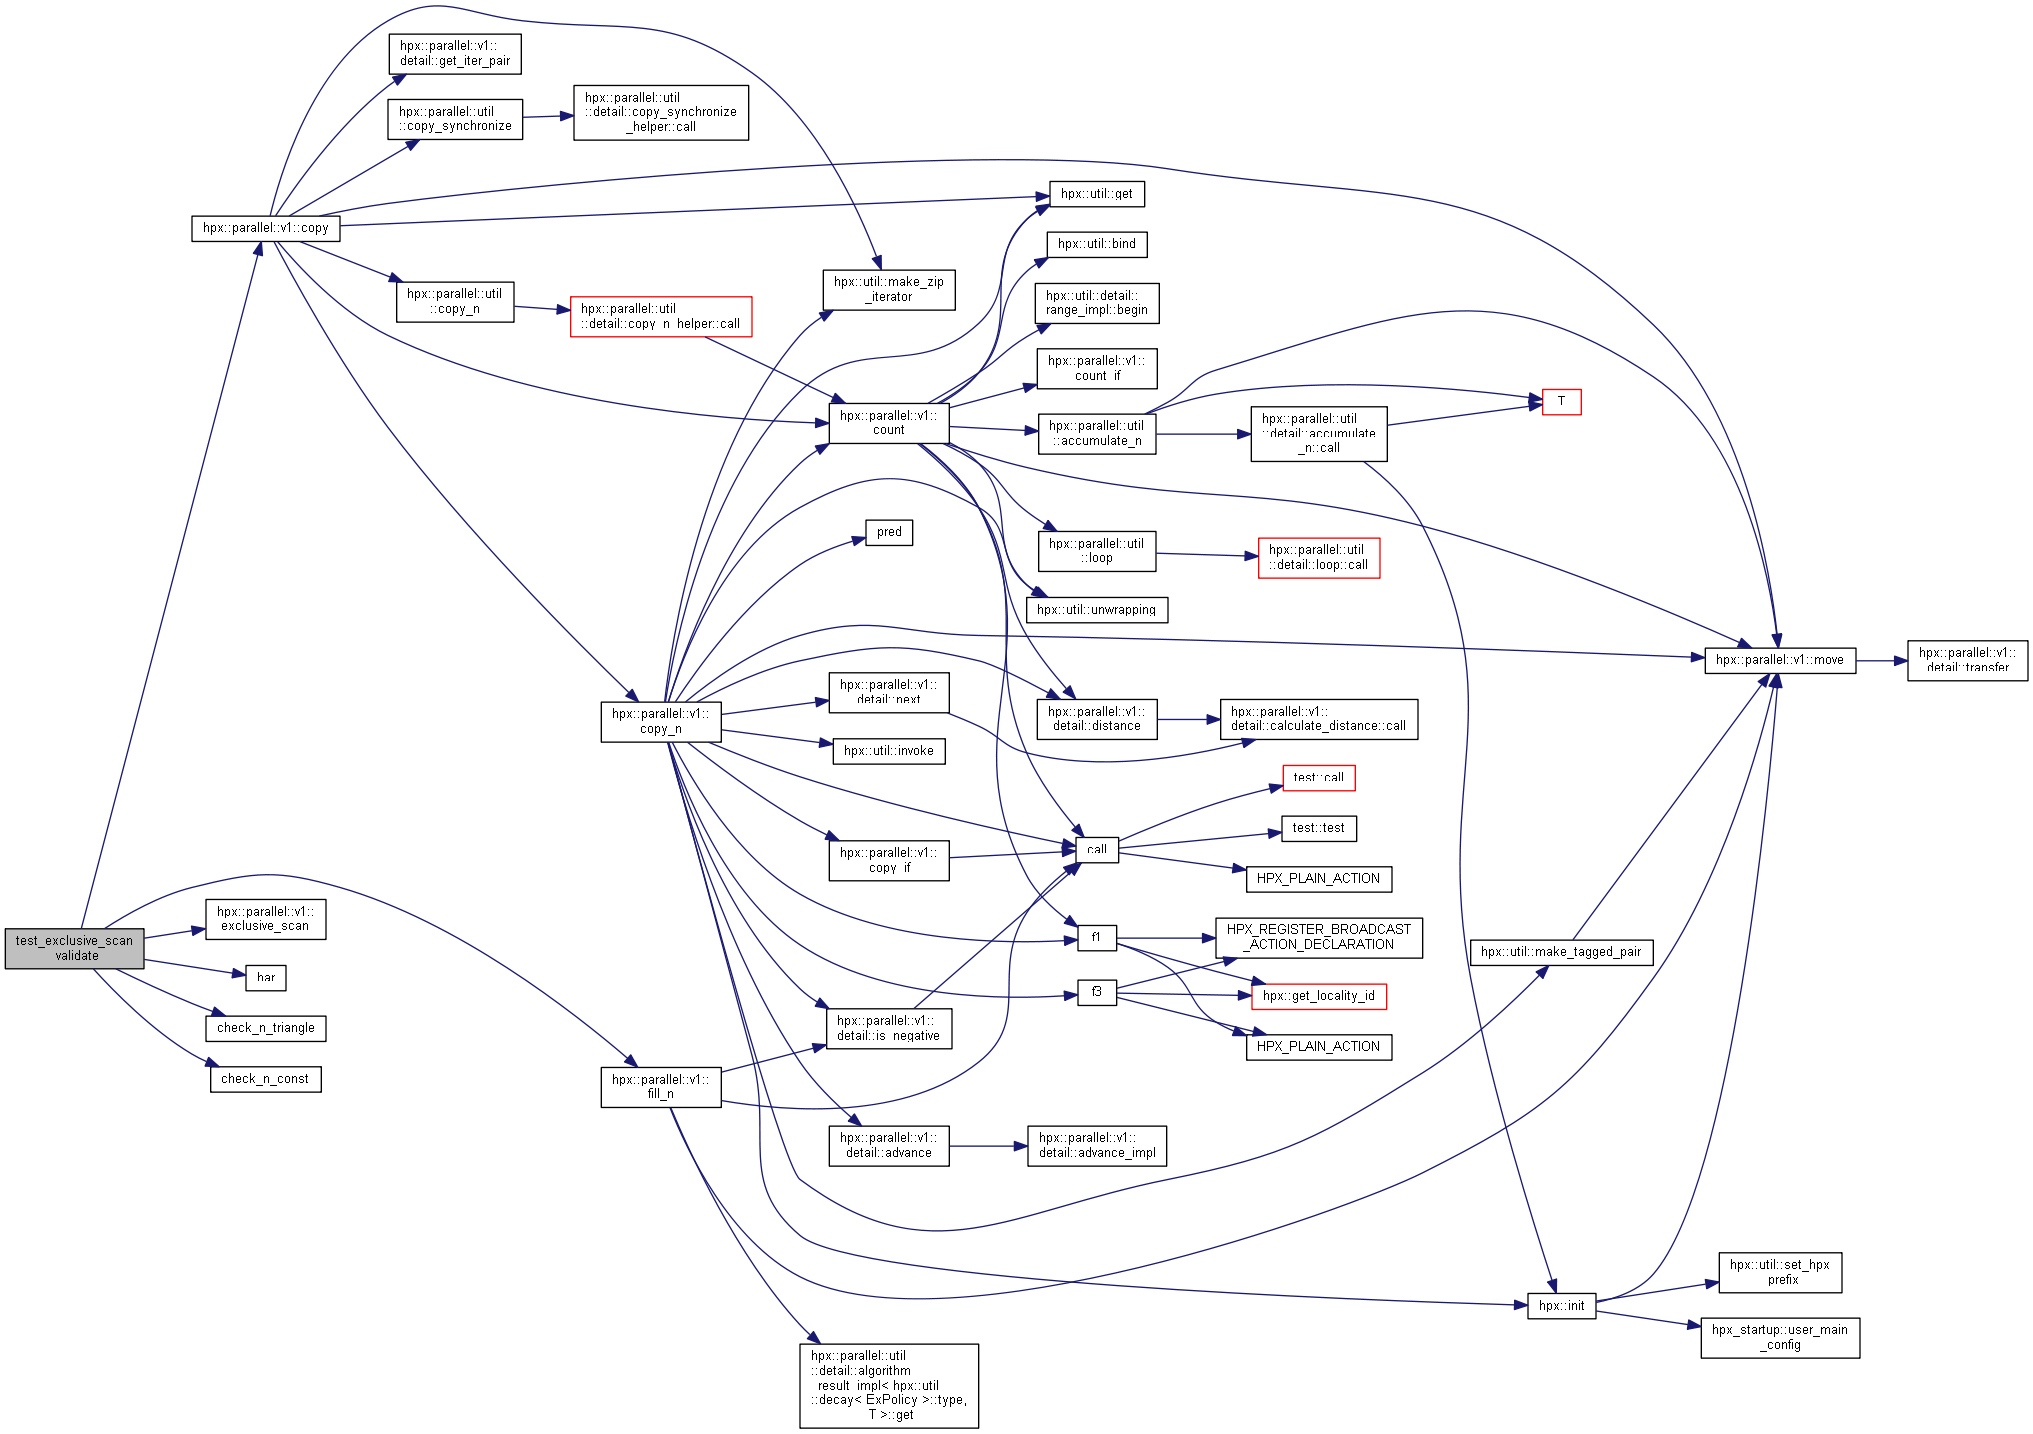 hpx::parallel::v1::
detail::get_iter_pair
hpx::parallel::util
::copy_synchronize
hpx::parallel::util
::detail::copy_synchronize
_helper::call
hpx::parallel::v1::copy
hpx::util::get
hpx::util::bind
hpx::util::make_zip
_iterator
hpx::parallel::util
::copy_n
hpx::parallel::util
::detail::copy_n_helper::call
hpx::util::detail::
range_impl::begin
hpx::parallel::v1::
count_if
hpx::parallel::v1::
count
hpx::parallel::util
::accumulate_n
hpx::parallel::util
::detail::accumulate
_n::call
T
pred
hpx::parallel::util
::loop
hpx::parallel::util
::detail::loop::call
hpx::util::unwrapping
hpx::parallel::v1::move
hpx::parallel::v1::
detail::transfer
hpx::parallel::v1::
copy_n
hpx::parallel::v1::
detail::next
hpx::util::invoke
hpx::parallel::v1::
detail::distance
hpx::parallel::v1::
detail::calculate_distance::call
test::call
test::test
call
hpx::parallel::v1::
copy_if
HPX_PLAIN_ACTION
f1
HPX_REGISTER_BROADCAST
_ACTION_DECLARATION
f3
hpx::get_locality_id
HPX_PLAIN_ACTION
hpx::util::make_tagged_pair
test_exclusive_scan
_validate
hpx::parallel::v1::
exclusive_scan
bar
check_n_triangle
check_n_const
hpx::parallel::v1::
detail::is_negative
hpx::parallel::v1::
fill_n
hpx::parallel::v1::
detail::advance
hpx::parallel::v1::
detail::advance_impl
hpx::init
hpx::util::set_hpx
_prefix
hpx_startup::user_main
_config
hpx::parallel::util
::detail::algorithm
_result_impl< hpx::util
::decay< ExPolicy >::type,
T >::get